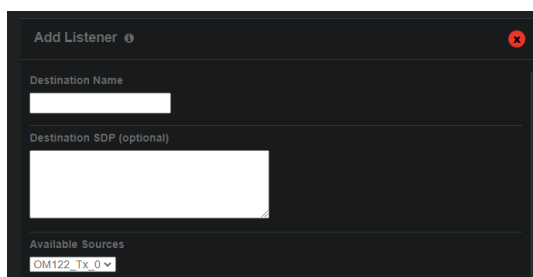 Add Listener
Destination Name
Destination SDP (optional)
Available Sources
OM122_Tx_0